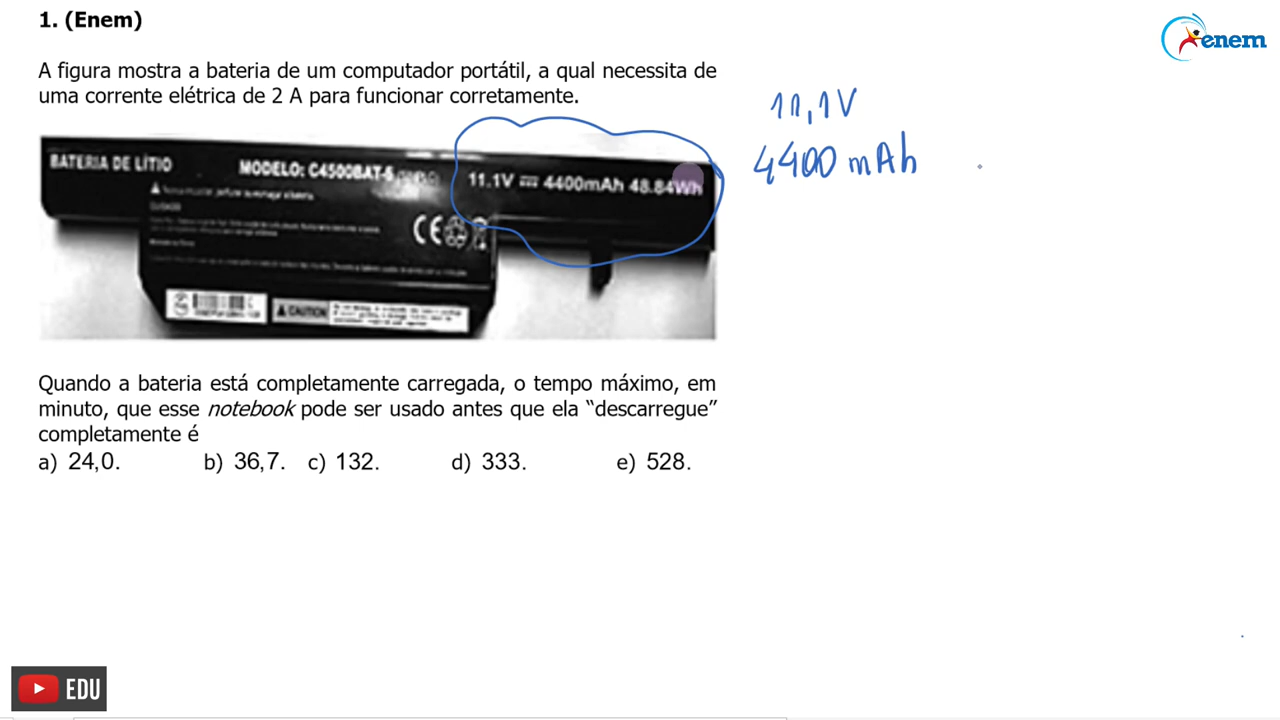 1. (Enem)
enem
A figura mostra a bateria de um computador portátil, a qual necessita de
uma corrente elétrica de 2 A para funcionar corretamente.
11,1V
4400 mAh
BATERIA DE LÍTIO
MODELO: C4500BAT-6
11.1V 4400mAh 48.84Wh
CE
CAUTION
Quando a bateria está completamente carregada, o tempo máximo, em
minuto, que esse notebook pode ser usado antes que ela “descarregue”
completamente é
a) 24,0. b) 36,7. c) 132. d) 333. e) 528.
EDU